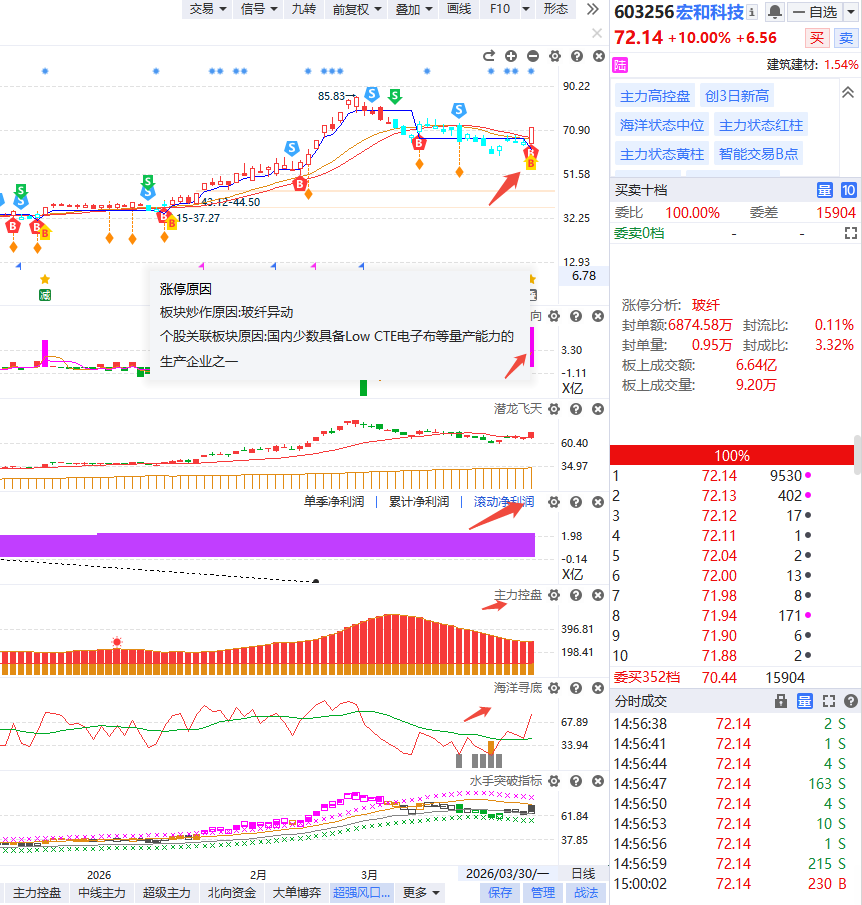 交易 信号 九转 前复权 叠加 画线 F10 形态
603256宏和科技 自选
72.14 +10.00% +6.56 买 卖
陆 建筑建材: 1.54%
主力高控盘 创3日新高
海洋状态中位 主力状态红柱
主力状态黄柱 智能交易B点
买卖十档 量 10
委比 100.00% 委差 15904
委卖0档 - -
涨停分析: 玻纤
封单额:6874.58万 封流比: 0.11%
封单量: 0.95万 封成比: 3.32%
板上成交额: 6.64亿
板上成交量: 9.20万
100%
1 72.14 9530
2 72.13 402
3 72.12 17
4 72.11 1
5 72.04 2
6 72.00 13
7 71.98 8
8 71.94 171
9 71.90 6
10 71.88 2
委买352档 70.44 15904
分时成交 量
14:56:38 72.14 2 S
14:56:41 72.14 1 S
14:56:44 72.14 4 S
14:56:47 72.14 163 S
14:56:50 72.14 4 S
14:56:53 72.14 10 S
14:56:56 72.14 1 S
14:56:59 72.14 215 S
15:00:02 72.14 230 B
90.22
85.83
70.90
51.58
43.12-44.50
32.25
15-37.27
12.93
6.78
减
涨停原因
板块炒作原因:玻纤异动
个股关联板块原因:国内少数具备Low CTE电子布等量产能力的
生产企业之一
向
3.30
-1.11
X亿
潜龙飞天
60.40
34.97
单季净利润 | 累计净利润 | 滚动净利润
1.98
-0.14
X亿
主力控盘
396.81
198.41
海洋寻底
67.89
33.94
水手突破指标
61.84
37.85
2026 2月 3月 2026/03/30/一 日线
主力控盘 中线主力 超级主力 北向资金 大单博弈 超强风口... 更多 保存 管理 战法